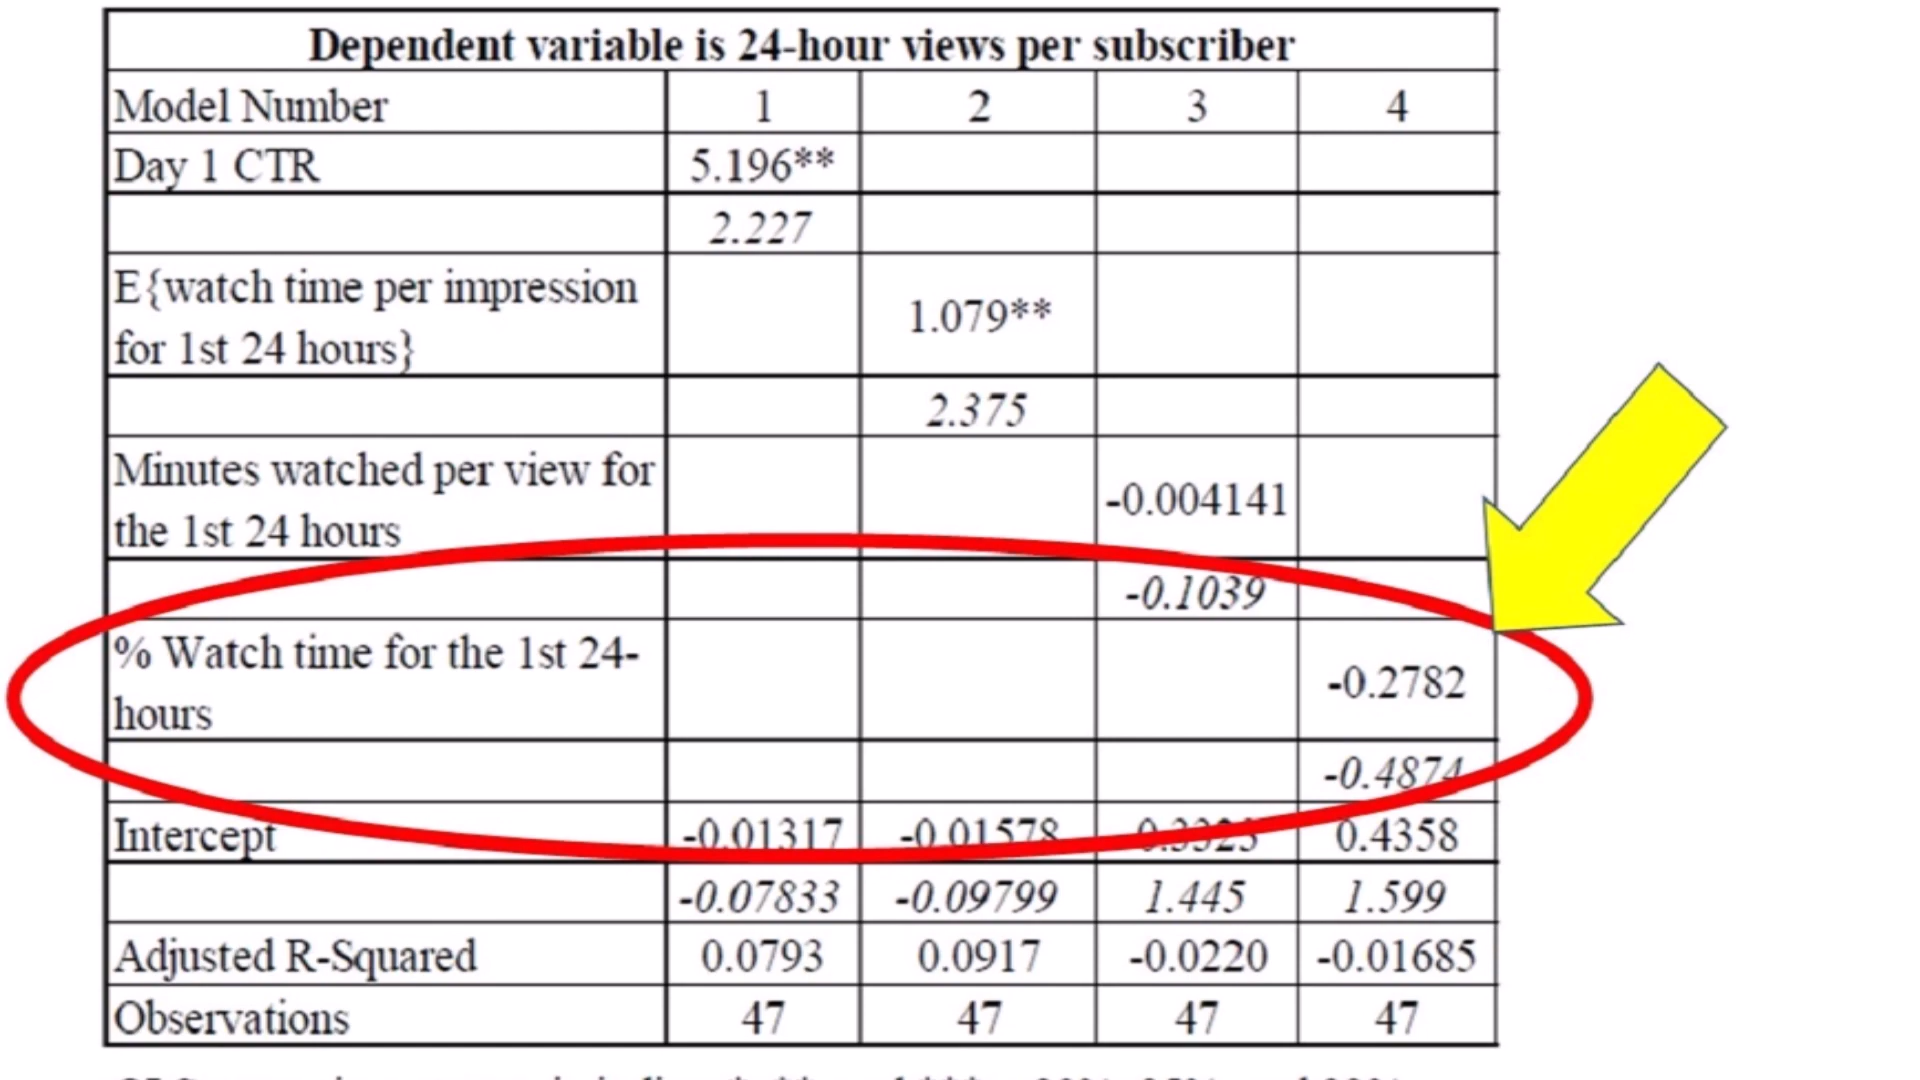 Dependent variable is 24-hour views per subscriber
Model Number 1 2 3 4
Day 1 CTR 5.196**
2.227
E{watch time per impression
for 1st 24 hours} 1.079**
2.375
Minutes watched per view for
the 1st 24 hours -0.004141
-0.1039
% Watch time for the 1st 24-
hours -0.2782
-0.4874
Intercept -0.01317 -0.01578 0.3323 0.4358
-0.07833 -0.09799 1.445 1.599
Adjusted R-Squared 0.0793 0.0917 -0.0220 -0.01685
Observations 47 47 47 47